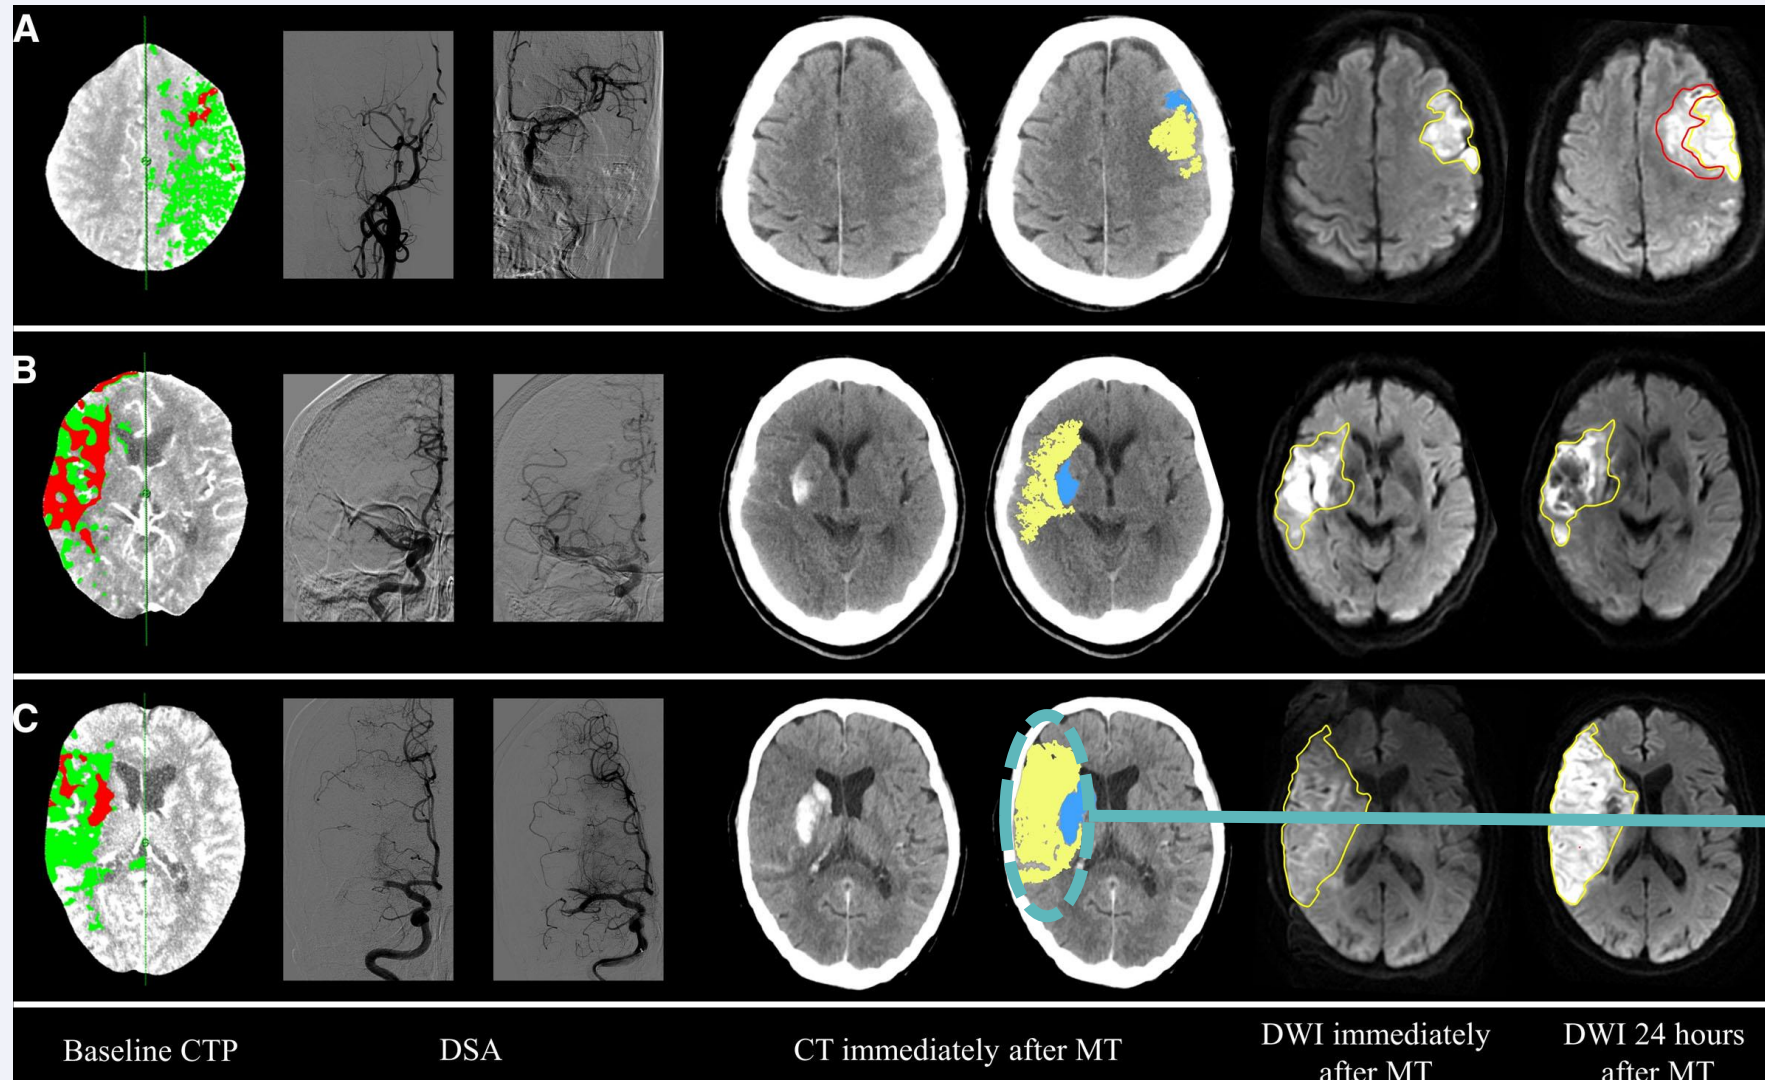 A
B
C
Baseline CTP
DSA
CT immediately after MT
DWI immediately
after MT
DWI 24 hours
after MT